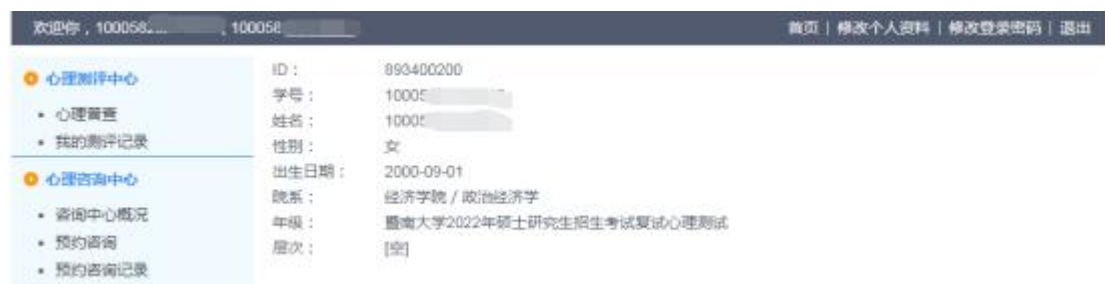 欢迎你，100058 ，100058
首页 | 修改个人资料 | 修改登录密码 | 退出
心理测评中心
• 心理普查
• 我的测评记录
心理咨询中心
• 咨询中心概况
• 预约咨询
• 预约咨询记录
ID： 893400200
学号： 10005
姓名： 1000
性别： 女
出生日期： 2000-09-01
院系： 经济学院 / 政治经济学
年级： 暨南大学2022年硕士研究生招生考试复试心理测试
层次： [空]